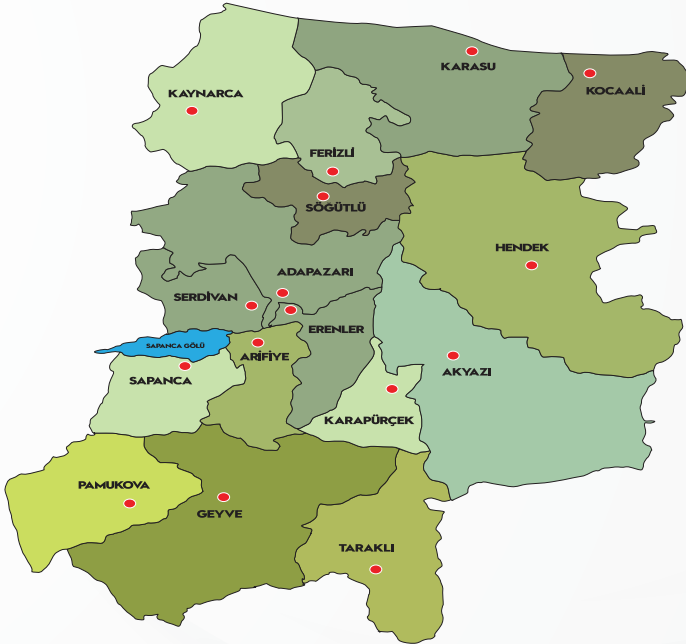 KARASU
KOCAALİ
KAYNARCA
FERİZLİ
SÖĞÜTLÜ
HENDEK
ADAPAZARI
SERDİVAN
ERENLER
SAPANCA GÖLÜ
ARİFİYE
AKYAZI
SAPANCA
KARAPÜRÇEK
PAMUKOVA
GEYVE
TARAKLI